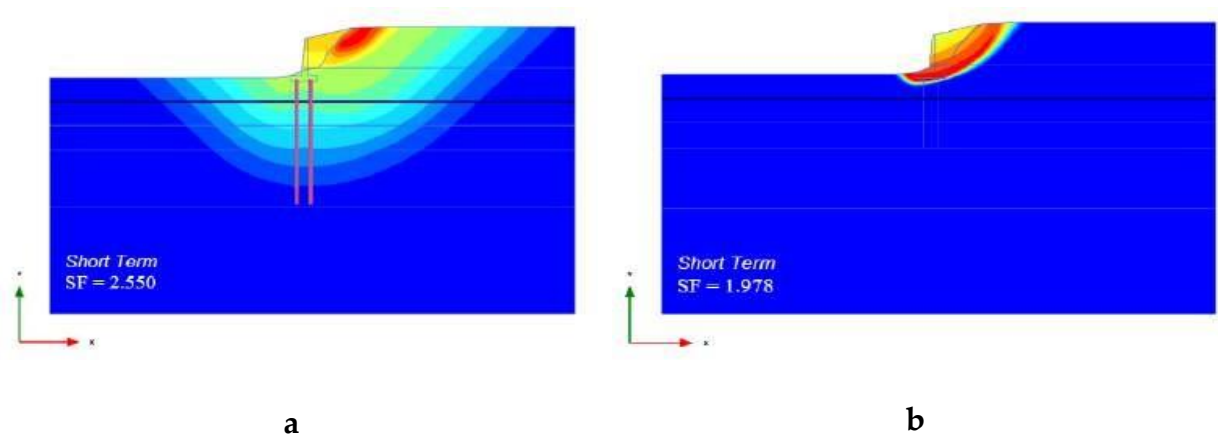 Short Term
SF = 2.550
x
a
Short Term
SF = 1.978
x
b